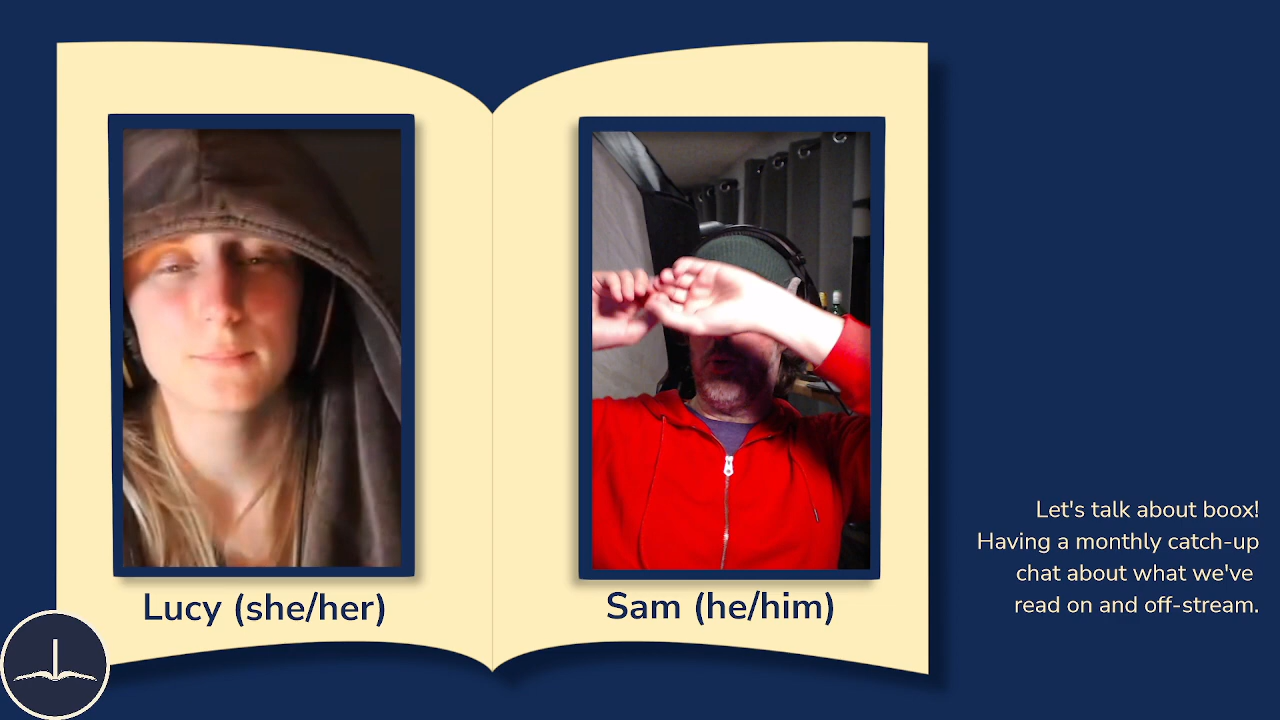 Lucy (she/her)
Sam (he/him)
Let's talk about boox!
Having a monthly catch-up
chat about what we've
read on and off-stream.